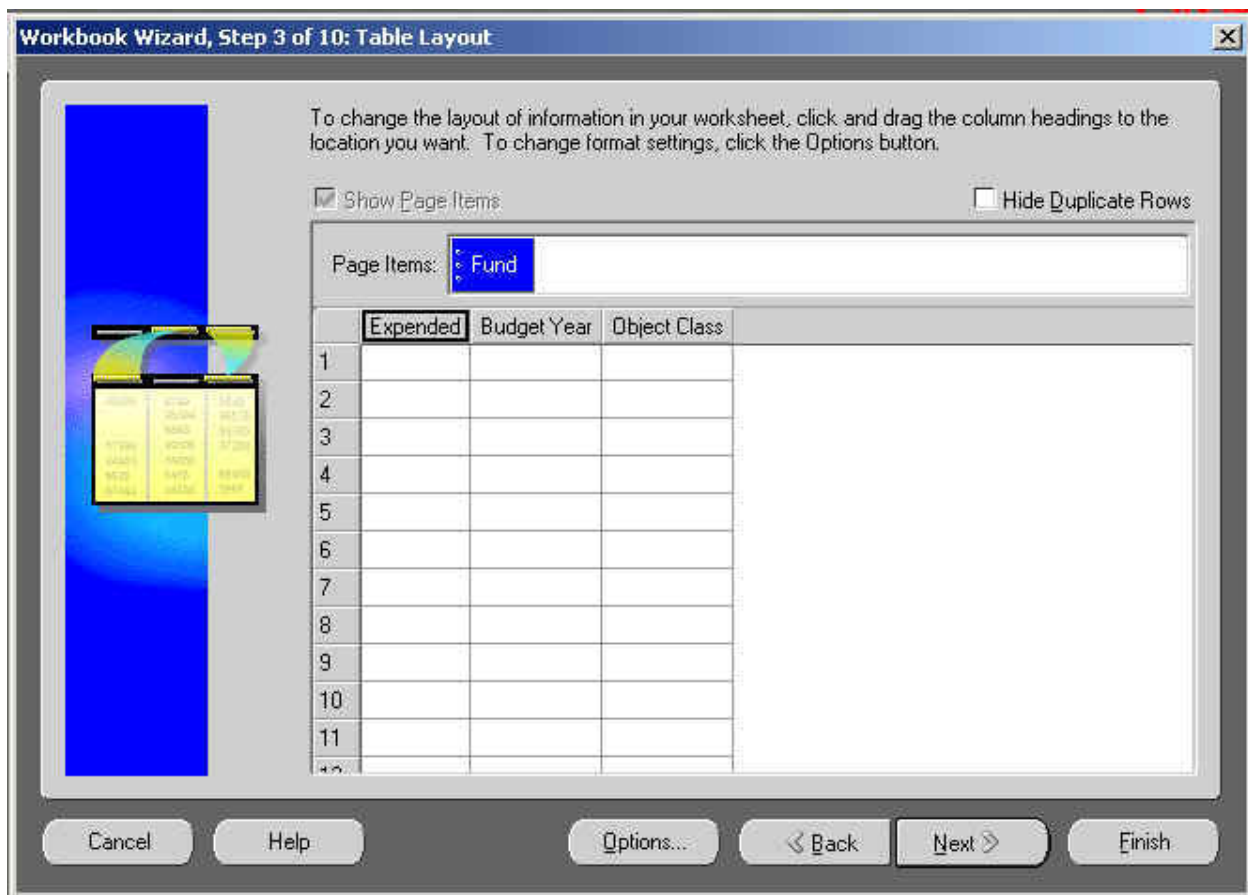 Workbook Wizard, Step 3 of 10: Table Layout
To change the layout of information in your worksheet, click and drag the column headings to the
location you want. To change format settings, click the Options button.
Show Page Items Hide Duplicate Rows
Page Items: Fund
Expended Budget Year Object Class
1
2
3
4
5
6
7
8
9
10
11
Cancel Help Options... Back Next Finish